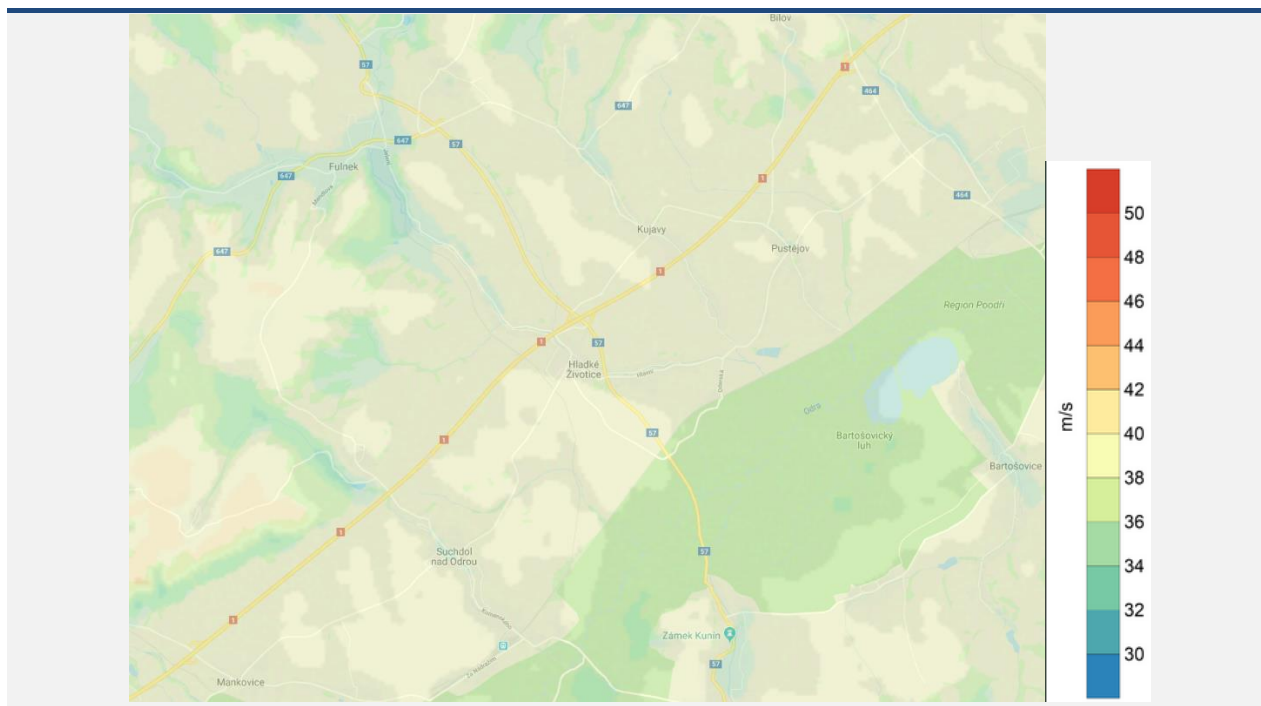 Bílov
57
1
464
647
647
57
Fulnek
647
1
464
Kujavy
Pustějov
647
1
Region Poodří
1
57
Hladké
Životice
Hlavní
Odra
57
1
Bartošovický
luh
Bartošovice
1
57
Suchdol
nad Odrou
1
Zámek Kunín
57
Mankovice
m/s
50
48
46
44
42
40
38
36
34
32
30